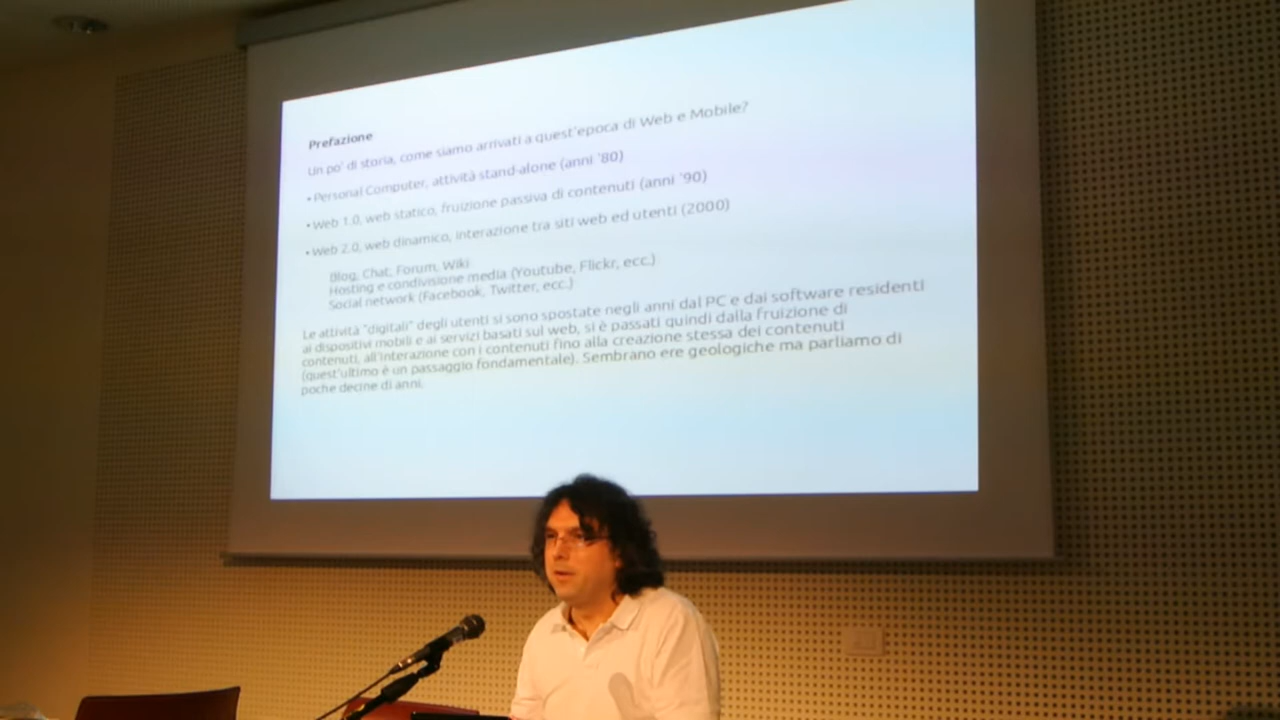 Prefazione
Un po' di storia, come siamo arrivati a quest'epoca di Web e Mobile?
• Personal Computer, attività stand-alone (anni '80)
• Web 1.0, web statico, fruizione passiva di contenuti (anni '90)
• Web 2.0, web dinamico, interazione tra siti web ed utenti (2000)
Blog, Chat, Forum, Wiki
Hosting e condivisione media (Youtube, Flickr, ecc.)
Social network (Facebook, Twitter, ecc.)
Le attività "digitali" degli utenti si sono spostate negli anni dal PC e dai software residenti
ai dispositivi mobili e ai servizi basati sul web, si è passati quindi dalla fruizione di
contenuti, all'interazione con i contenuti fino alla creazione stessa dei contenuti
(quest'ultimo è un passaggio fondamentale). Sembrano ere geologiche ma parliamo di
poche decine di anni.